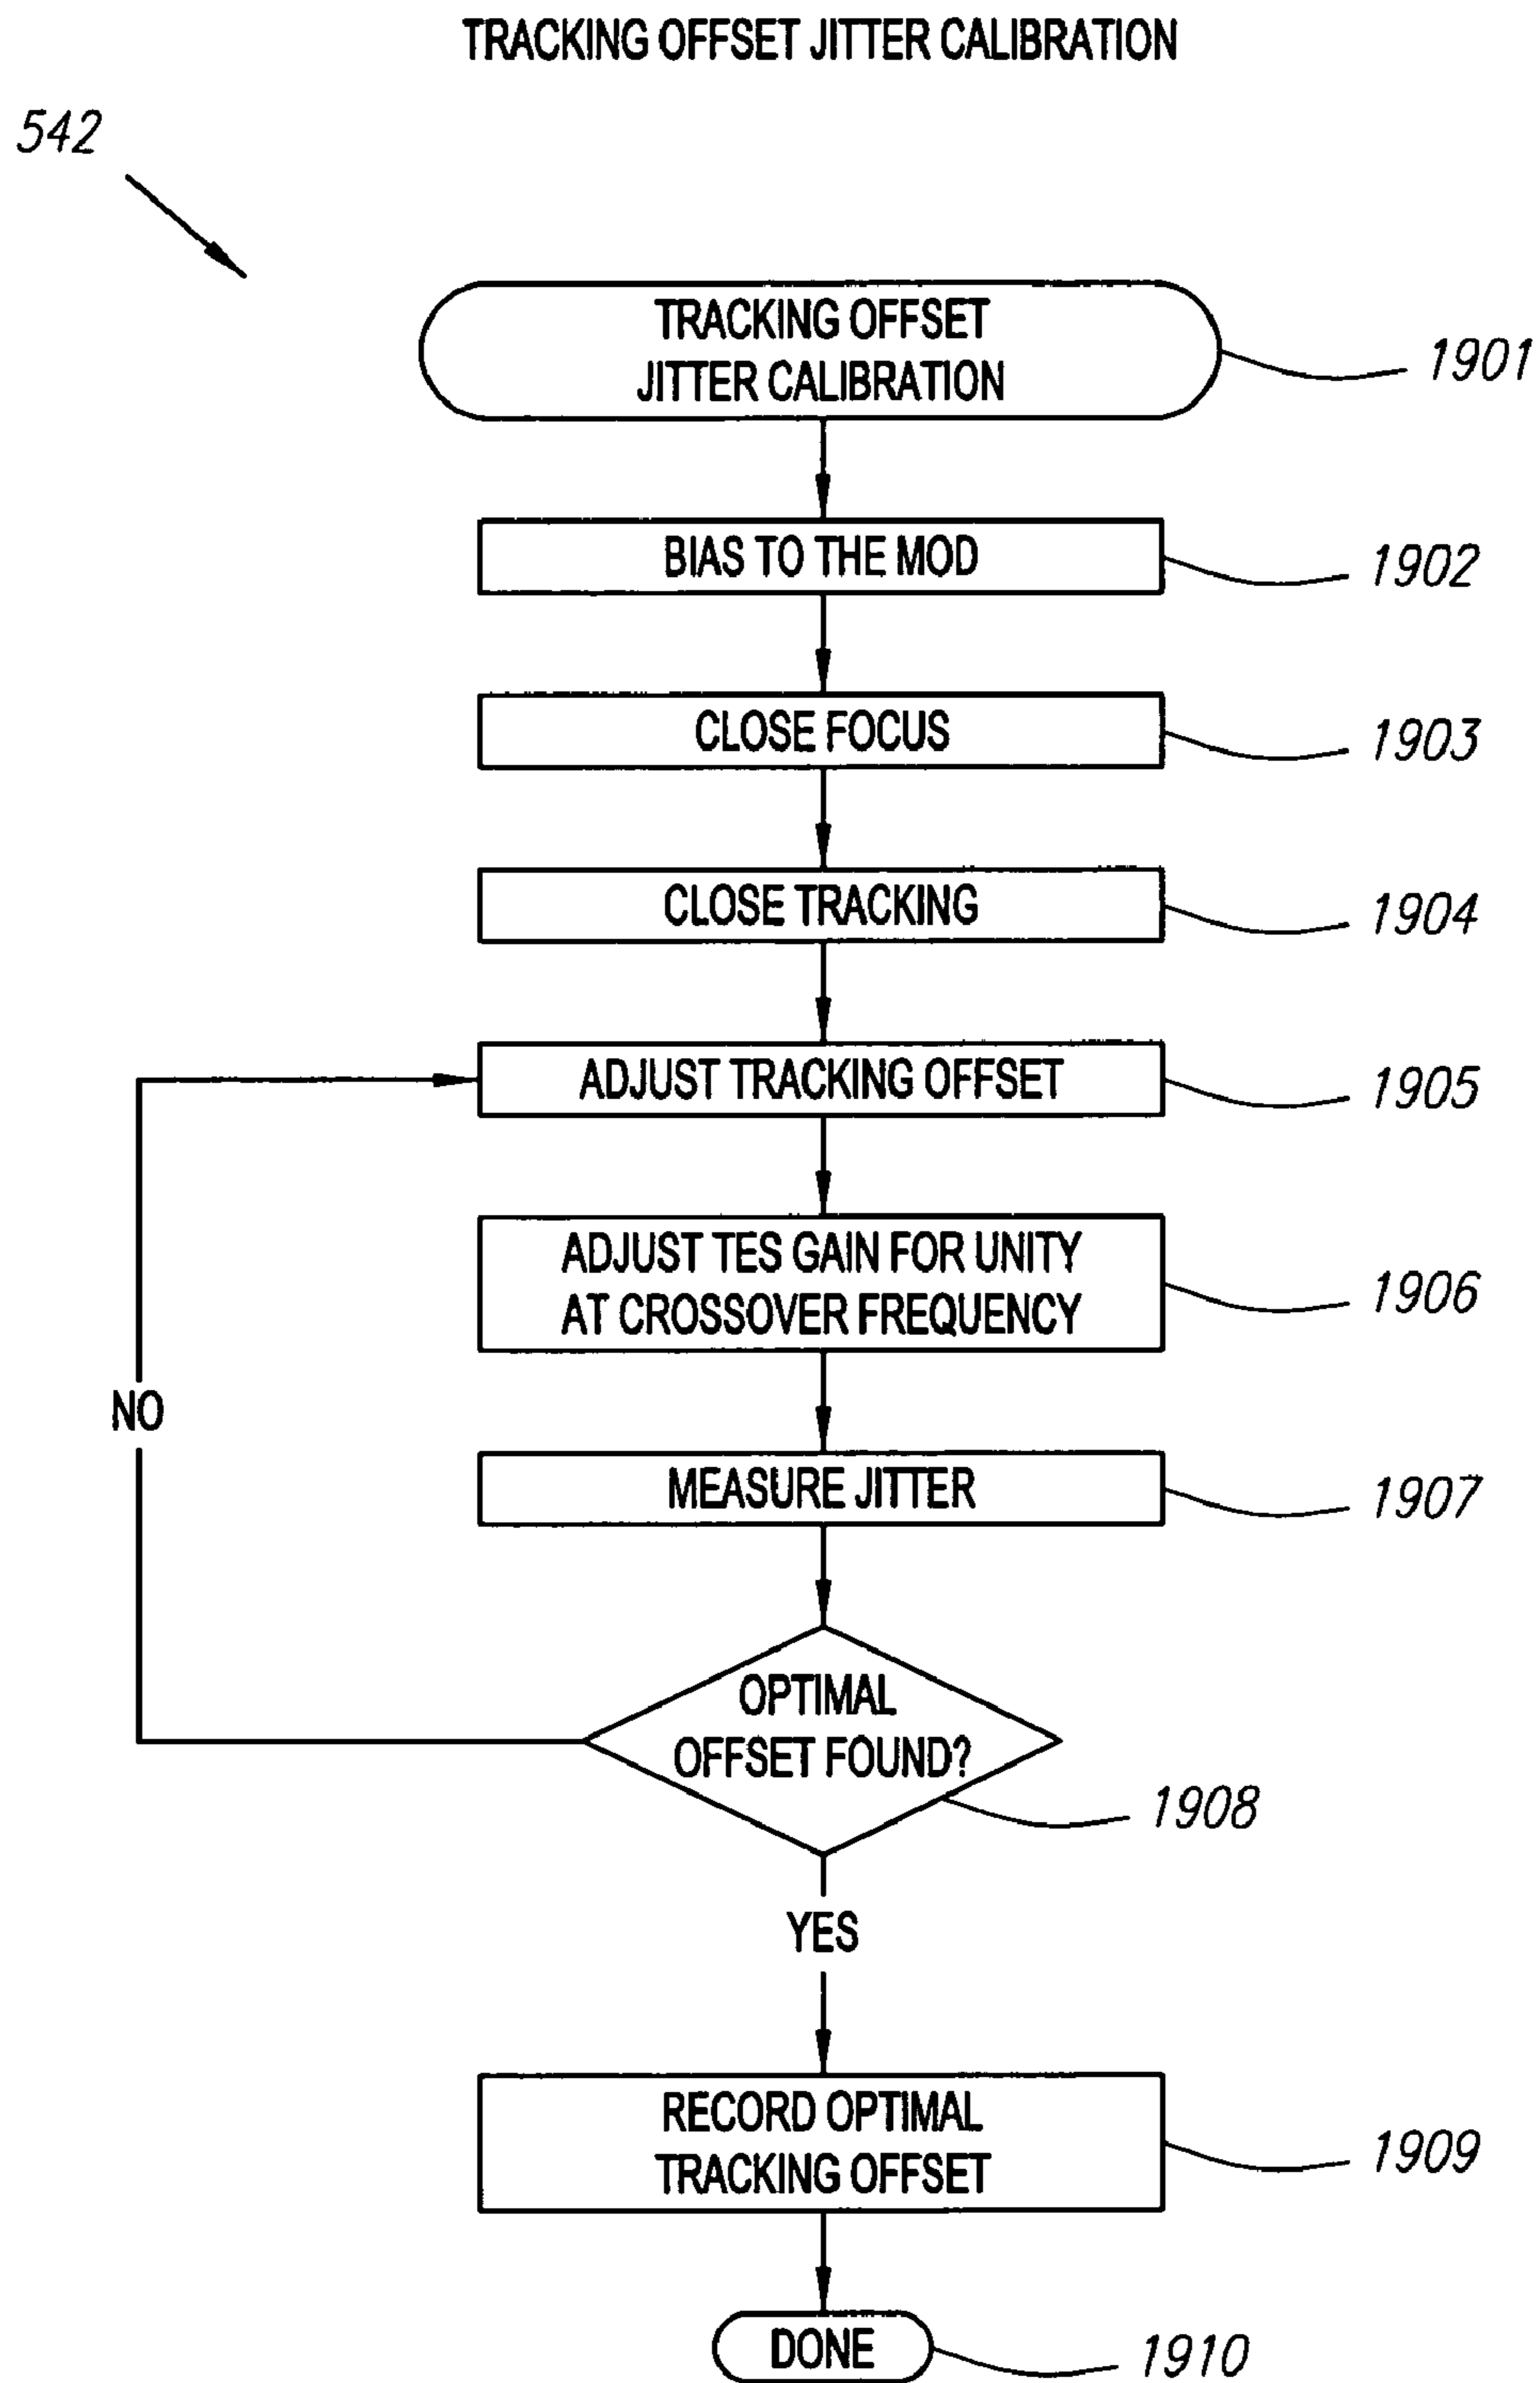 TRACKING OFFSET JITTER CALIBRATION
542
TRACKING OFFSET
JITTER CALIBRATION
1901
BIAS TO THE MOD
1902
CLOSE FOCUS
1903
CLOSE TRACKING
1904
ADJUST TRACKING OFFSET
1905
ADJUST TES GAIN FOR UNITY
AT CROSSOVER FREQUENCY
1906
NO
MEASURE JITTER
1907
OPTIMAL
OFFSET FOUND?
1908
YES
RECORD OPTIMAL
TRACKING OFFSET
1909
DONE
1910